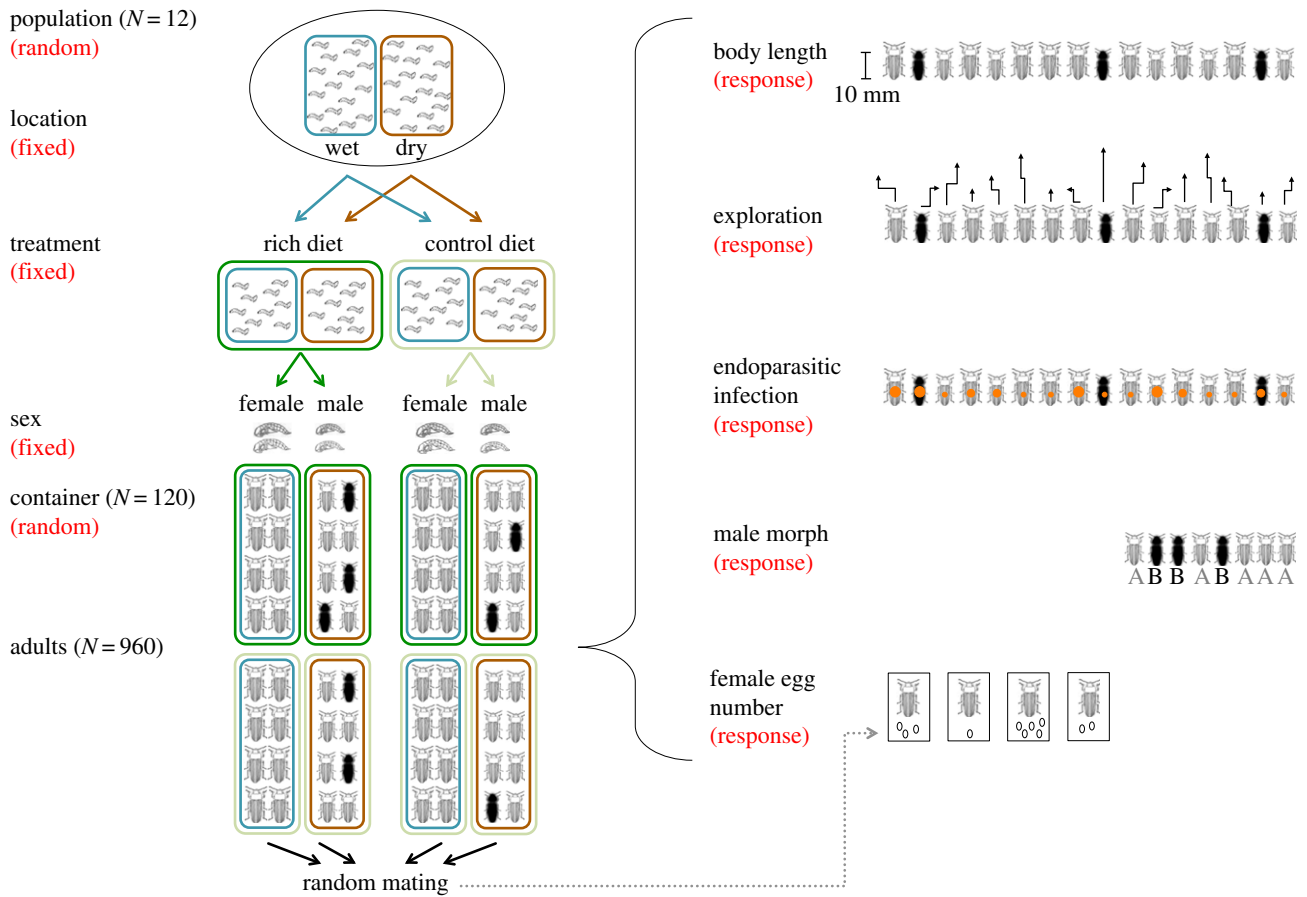 population (N = 12)
(random)
location
(fixed)
wet
dry
treatment
(fixed)
rich diet
control diet
sex
(fixed)
female
male
female
male
container (N = 120)
(random)
adults (N = 960)
random mating
body length
(response)
10 mm
exploration
(response)
endoparasitic
infection
(response)
male morph
(response)
A B B A B A A A
female egg
number
(response)